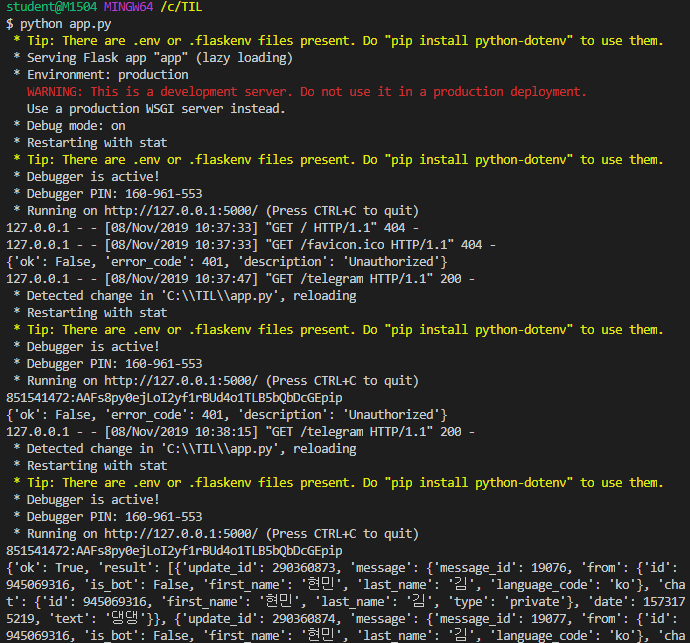 student@M1504 MINGW64 /c/TIL
$ python app.py
* Tip: There are .env or .flaskenv files present. Do "pip install python-dotenv" to use them.
* Serving Flask app "app" (lazy loading)
* Environment: production
WARNING: This is a development server. Do not use it in a production deployment.
Use a production WSGI server instead.
* Debug mode: on
* Restarting with stat
* Tip: There are .env or .flaskenv files present. Do "pip install python-dotenv" to use them.
* Debugger is active!
* Debugger PIN: 160-961-553
* Running on http://127.0.0.1:5000/ (Press CTRL+C to quit)
127.0.0.1 - - [08/Nov/2019 10:37:33] "GET / HTTP/1.1" 404 -
127.0.0.1 - - [08/Nov/2019 10:37:33] "GET /favicon.ico HTTP/1.1" 404 -
{'ok': False, 'error_code': 401, 'description': 'Unauthorized'}
127.0.0.1 - - [08/Nov/2019 10:37:47] "GET /telegram HTTP/1.1" 200 -
* Detected change in 'C:\\TIL\\app.py', reloading
* Restarting with stat
* Tip: There are .env or .flaskenv files present. Do "pip install python-dotenv" to use them.
* Debugger is active!
* Debugger PIN: 160-961-553
* Running on http://127.0.0.1:5000/ (Press CTRL+C to quit)
851541472:AAFs8py0ejLoI2yf1rBUd4o1TLB5bQbDcGEpip
{'ok': False, 'error_code': 401, 'description': 'Unauthorized'}
127.0.0.1 - - [08/Nov/2019 10:38:15] "GET /telegram HTTP/1.1" 200 -
* Detected change in 'C:\\TIL\\app.py', reloading
* Restarting with stat
* Tip: There are .env or .flaskenv files present. Do "pip install python-dotenv" to use them.
* Debugger is active!
* Debugger PIN: 160-961-553
* Running on http://127.0.0.1:5000/ (Press CTRL+C to quit)
851541472:AAFs8py0ejLoI2yf1rBUd4o1TLB5bQbDcGEpip
{'ok': True, 'result': [{'update_id': 290360873, 'message': {'message_id': 19076, 'from': {'id':
945069316, 'is_bot': False, 'first_name': '현민', 'last_name': '김', 'language_code': 'ko'}, 'cha
t': {'id': 945069316, 'first_name': '현민', 'last_name': '김', 'type': 'private'}, 'date': 157317
5219, 'text': '댕댕'}}, {'update_id': 290360874, 'message': {'message_id': 19077, 'from': {'id':
945069316, 'is_bot': False, 'first_name': '현민', 'last_name': '김', 'language_code': 'ko'}, 'cha